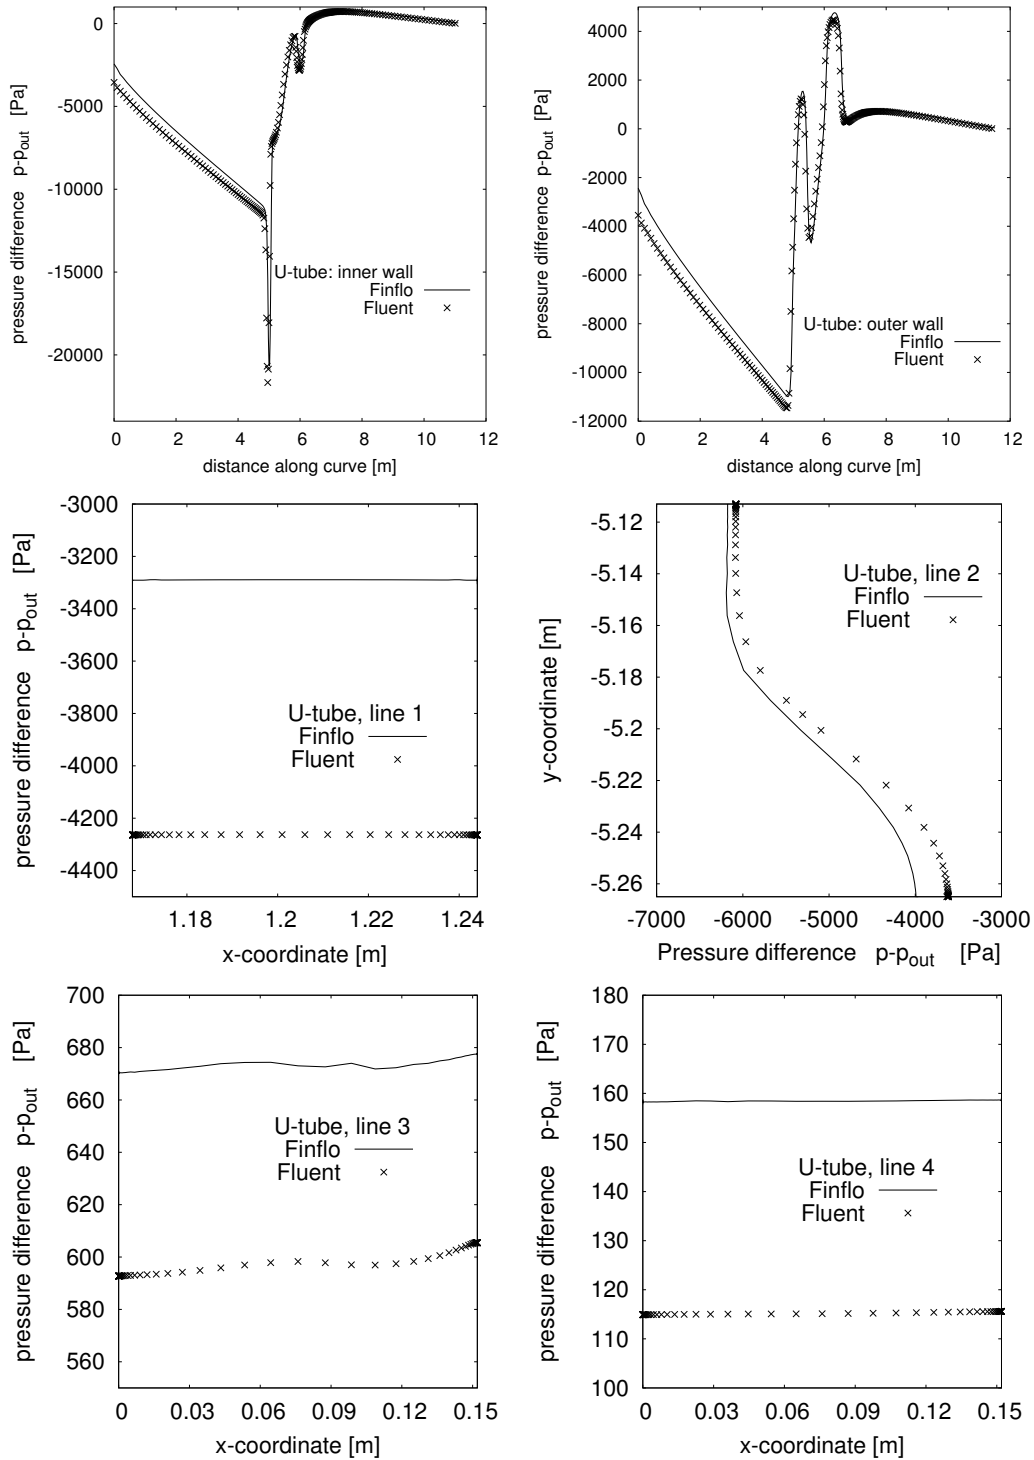 pressure difference p-pout [Pa]
0
-5000
-10000
-15000
-20000
U-tube: inner wall
Finflo
Fluent
0 2 4 6 8 10 12
distance along curve [m]
pressure difference p-pout [Pa]
4000
2000
0
-2000
-4000
-6000
-8000
-10000
-12000
U-tube: outer wall
Finflo
Fluent
0 2 4 6 8 10 12
distance along curve [m]
pressure difference p-pout [Pa]
-3000
-3200
-3400
-3600
-3800
-4000
-4200
-4400
U-tube, line 1
Finflo
Fluent
1.18 1.2 1.22 1.24
x-coordinate [m]
y-coordinate [m]
-5.12
-5.14
-5.16
-5.18
-5.2
-5.22
-5.24
-5.26
U-tube, line 2
Finflo
Fluent
-7000 -6000 -5000 -4000 -3000
Pressure difference p-pout [Pa]
pressure difference p-pout [Pa]
700
680
660
640
620
600
580
560
U-tube, line 3
Finflo
Fluent
0 0.03 0.06 0.09 0.12 0.15
x-coordinate [m]
pressure difference p-pout [Pa]
180
170
160
150
140
130
120
110
100
U-tube, line 4
Finflo
Fluent
0 0.03 0.06 0.09 0.12 0.15
x-coordinate [m]